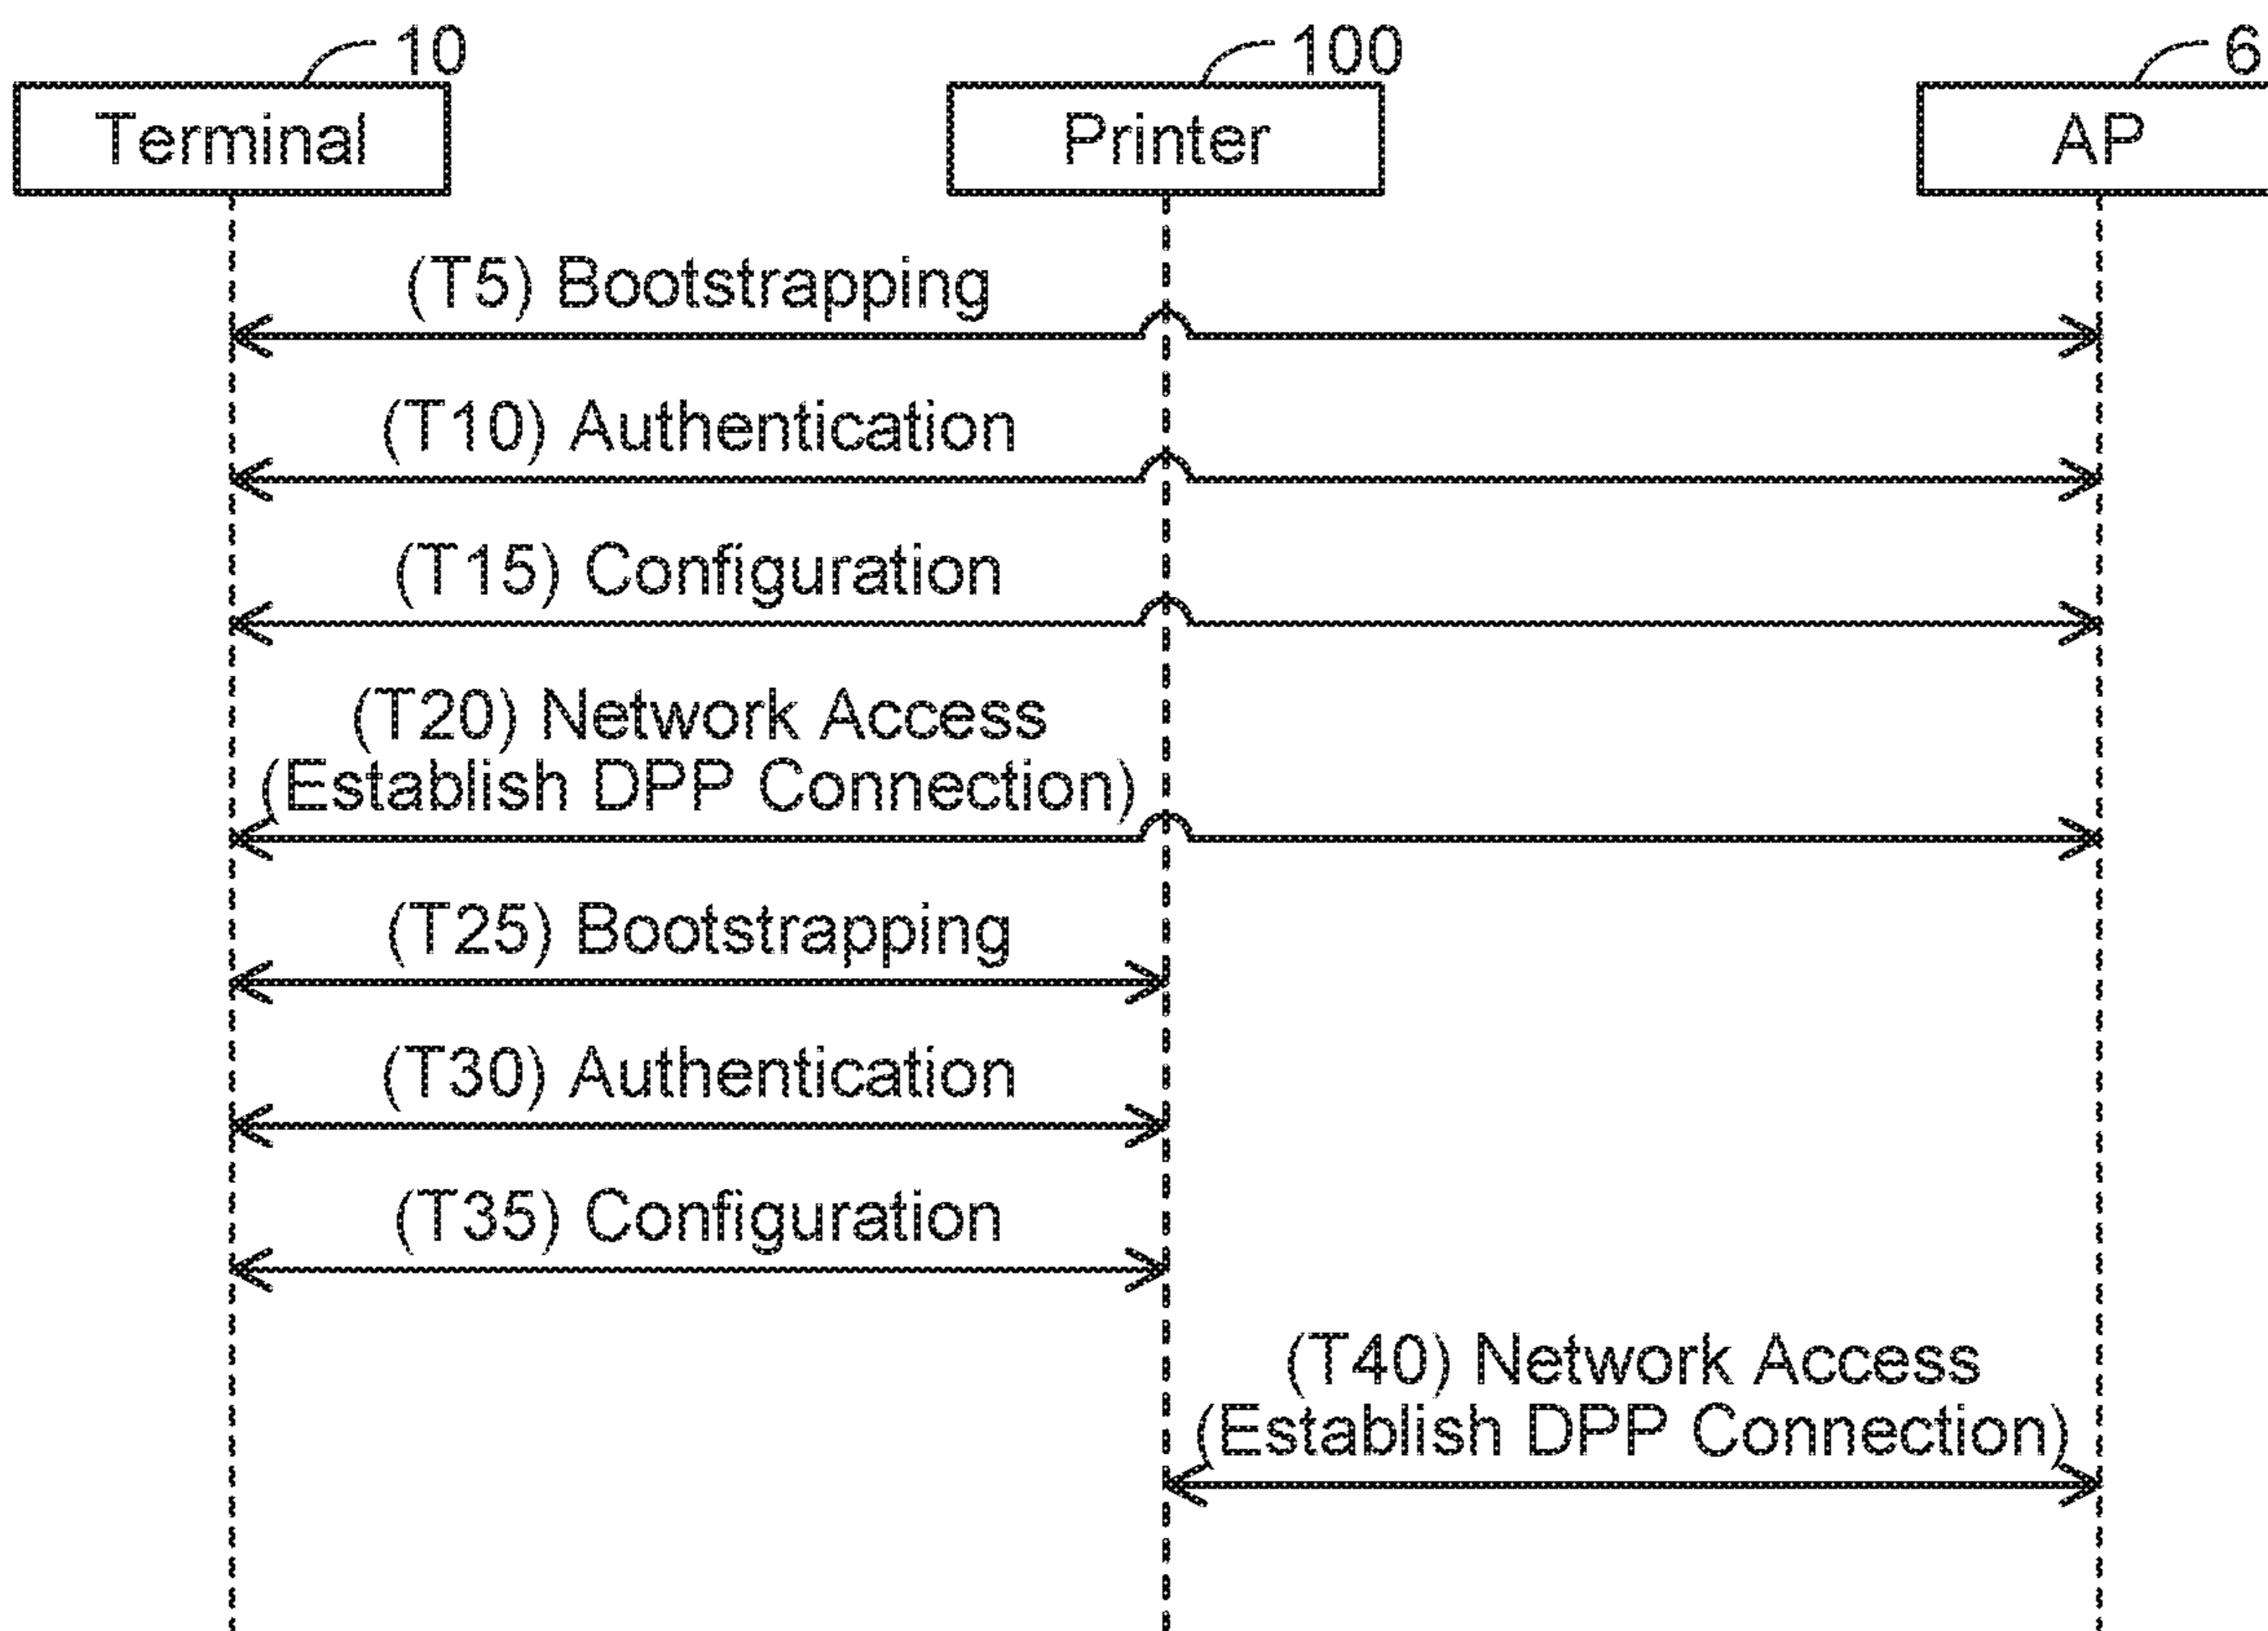 10
100
6
Terminal
Printer
AP
(T5) Bootstrapping
(T10) Authentication
(T15) Configuration
(T20) Network Access
(Establish DPP Connection)
(T25) Bootstrapping
(T30) Authentication
(T35) Configuration
(T40) Network Access
(Establish DPP Connection)